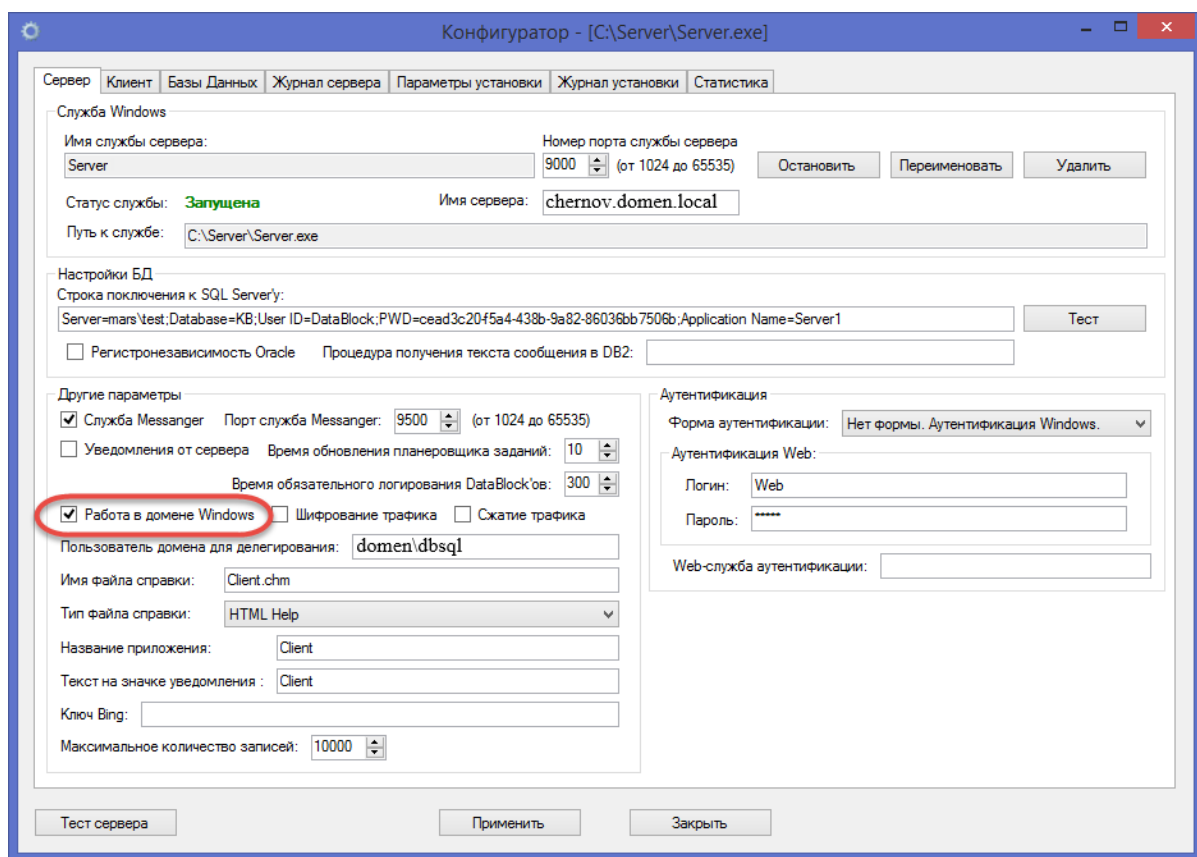 Конфигуратор - [C:\Server\Server.exe]
Сервер Клиент Базы Данных Журнал сервера Параметры установки Журнал установки Статистика
Служба Windows
Имя службы сервера: Номер порта службы сервера
Server 9000 (от 1024 до 65535) Остановить Переименовать Удалить
Статус службы: Запущена Имя сервера: chernov.domen.local
Путь к службе: C:\Server\Server.exe
Настройки БД
Строка поключения к SQL Server'у:
Server=mars\test;Database=KB;User ID=DataBlock;PWD=cead3c20-f5a4-438b-9a82-86036bb7506b;Application Name=Server1 Тест
Регистронезависимость Oracle Процедура получения текста сообщения в DB2:
Другие параметры
Служба Messanger Порт служба Messanger: 9500 (от 1024 до 65535)
Уведомления от сервера Время обновления планеровщика заданий: 10
Время обязательного логирования DataBlock'ов: 300
Работа в домене Windows Шифрование трафика Сжатие трафика
Пользователь домена для делегирования: domen\dbsql
Имя файла справки: Client.chm
Тип файла справки: HTML Help
Название приложения: Client
Текст на значке уведомления : Client
Ключ Bing:
Максимальное количество записей: 10000
Аутентификация
Форма аутентификации: Нет формы. Аутентификация Windows.
Аутентификация Web:
Логин: Web
Пароль: *****
Web-служба аутентификации:
Тест сервера Применить Закрыть